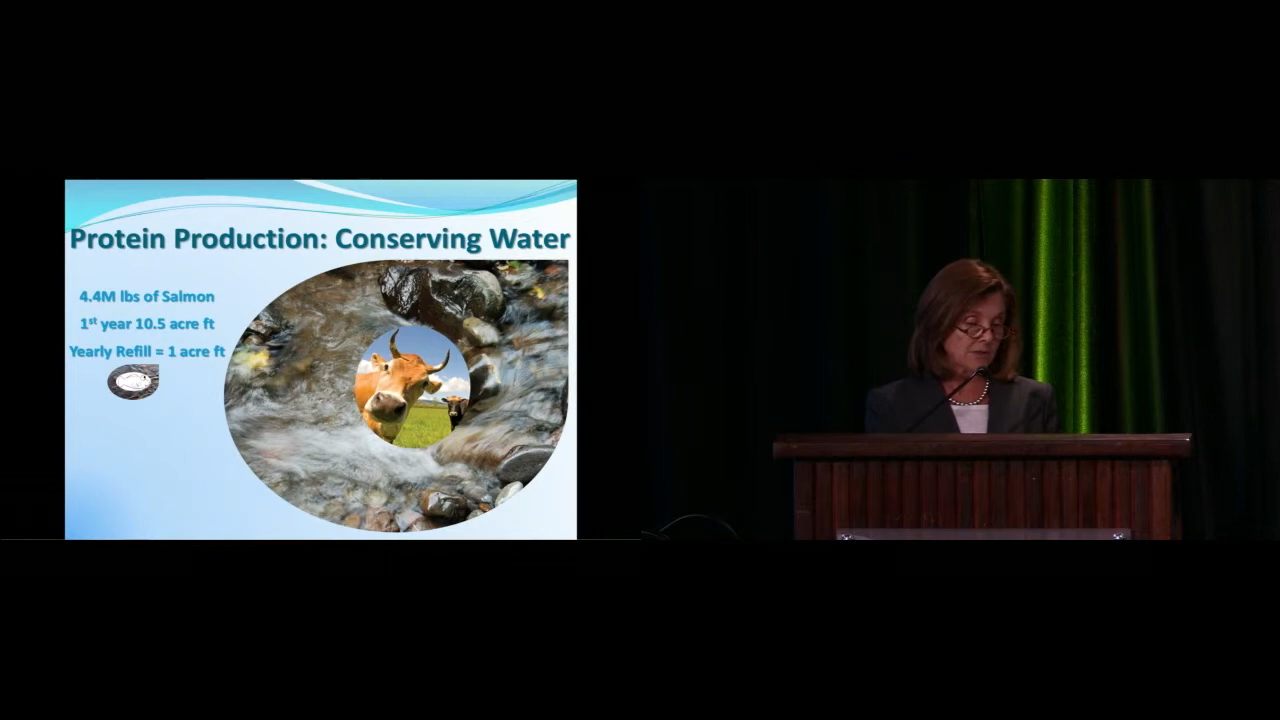 Protein Production: Conserving Water
4.4M lbs of Salmon
1st year 10.5 acre ft
Yearly Refill = 1 acre ft